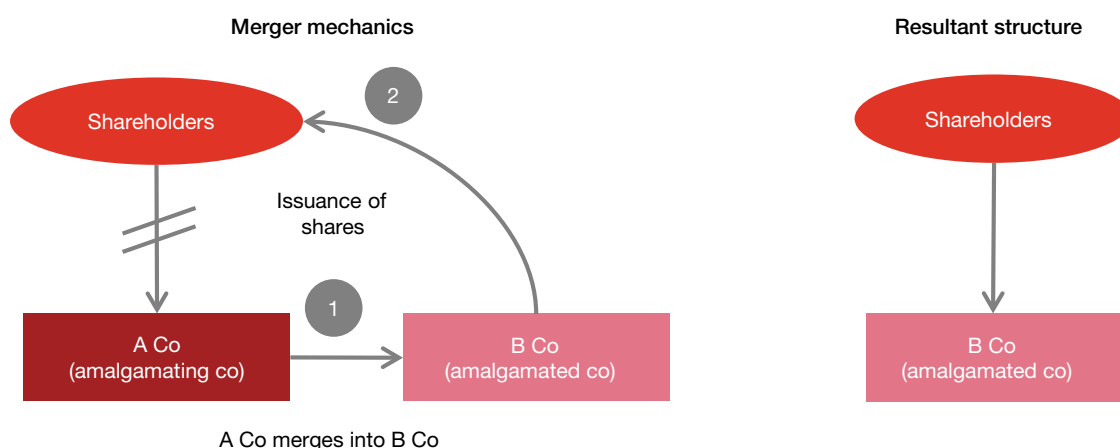 Merger mechanics
Resultant structure
Shareholders
2
Issuance of
shares
1
A Co
(amalgamating co)
B Co
(amalgamated co)
A Co merges into B Co
Shareholders
B Co
(amalgamated co)